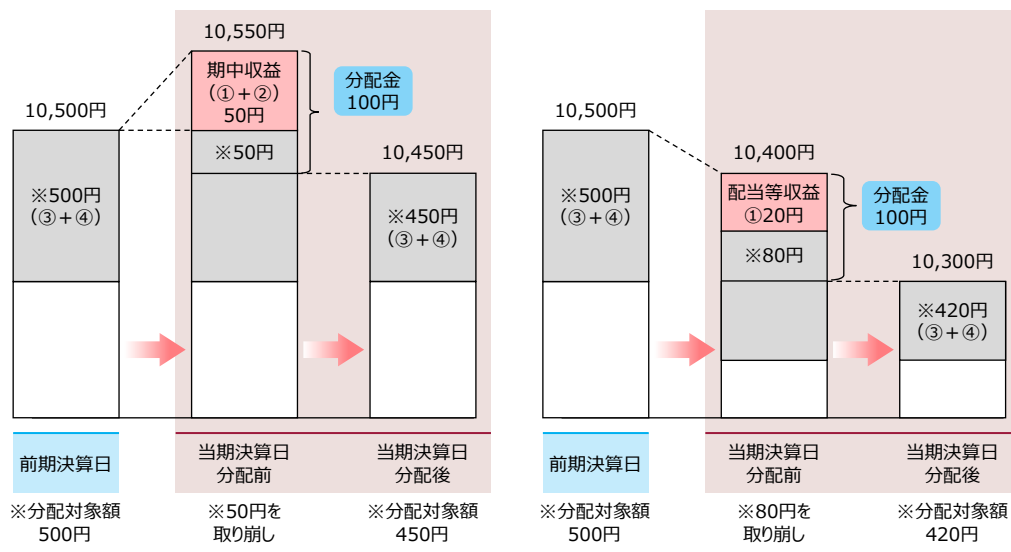 10,550円
期中収益
（①＋②）
50円
分配金
100円
10,500円
※50円
10,450円
※500円
（③＋④）
※450円
（③＋④）
前期決算日
当期決算日
分配前
当期決算日
分配後
※分配対象額
500円
※50円を
取り崩し
※分配対象額
450円
10,500円
10,400円
※500円
（③＋④）
配当等収益
①20円
分配金
100円
※80円
10,300円
※420円
（③＋④）
前期決算日
当期決算日
分配前
当期決算日
分配後
※分配対象額
500円
※80円を
取り崩し
※分配対象額
420円